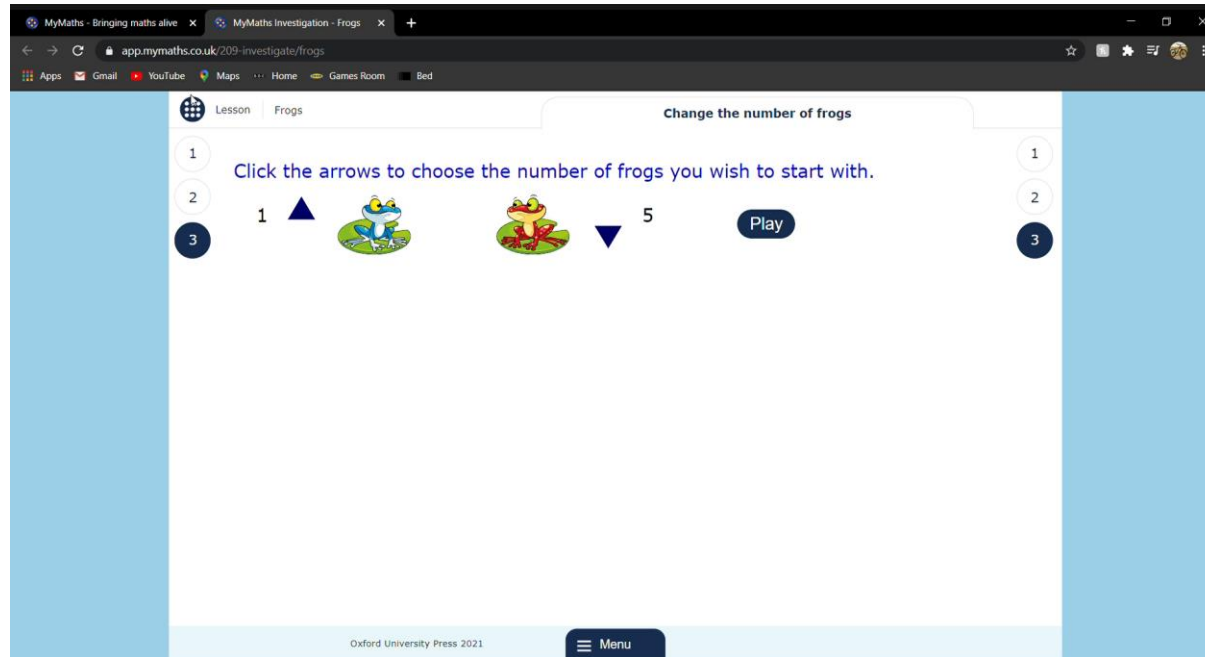 MyMaths - Bringing maths alive
MyMaths Investigation - Frogs
app.mymaths.co.uk/209-investigate/frogs
Apps Gmail YouTube Maps Home Games Room Bed
Lesson Frogs
Change the number of frogs
1
2
3
Click the arrows to choose the number of frogs you wish to start with.
1
5
Play
1
2
3
Oxford University Press 2021
Menu